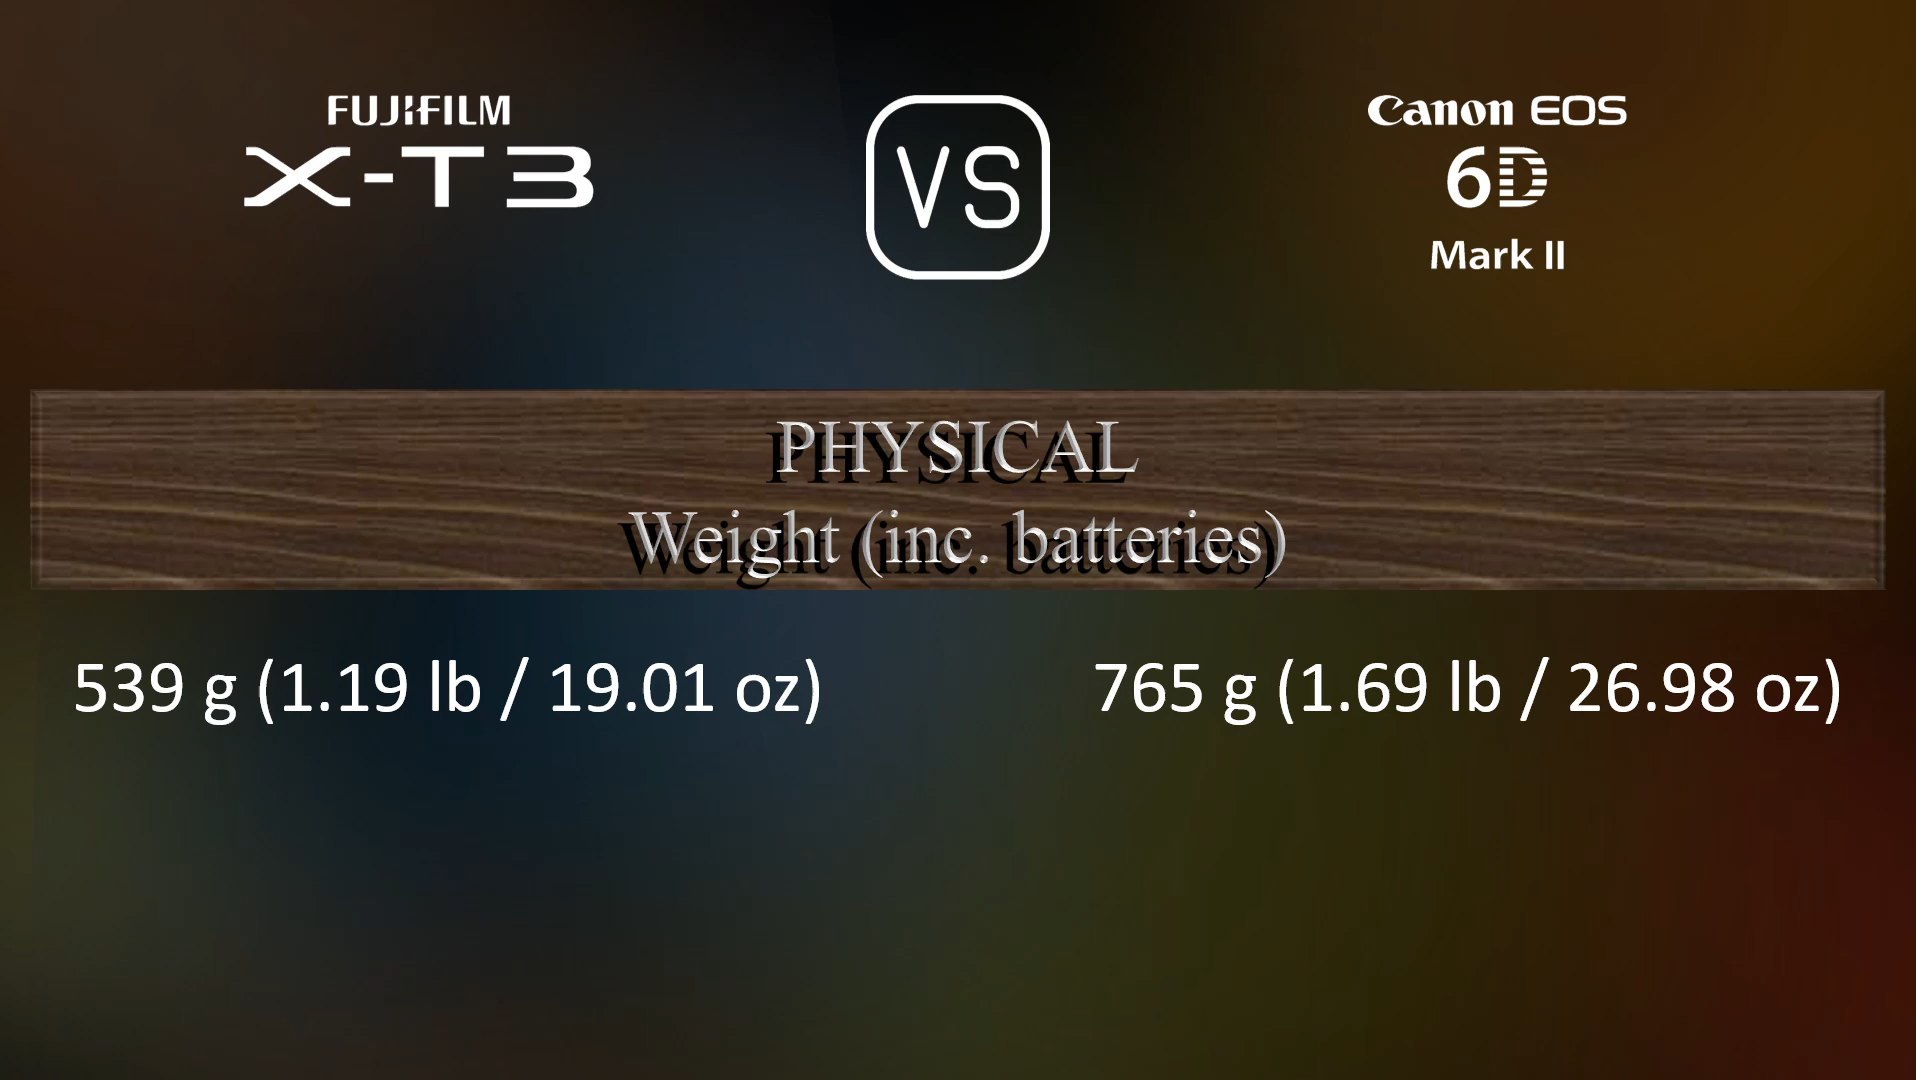 FUJIFILM
X-T3
VS
Canon EOS
6D
Mark II
PHYSICAL
Weight (inc. batteries)
539 g (1.19 lb / 19.01 oz)
765 g (1.69 lb / 26.98 oz)